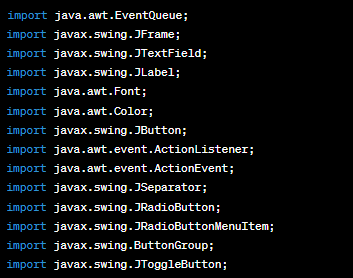 import java.awt.EventQueue;
import javax.swing.JFrame;
import javax.swing.JTextField;
import javax.swing.JLabel;
import java.awt.Font;
import java.awt.Color;
import javax.swing.JButton;
import java.awt.event.ActionListener;
import java.awt.event.ActionEvent;
import javax.swing.JSeparator;
import javax.swing.JRadioButton;
import javax.swing.JRadioButtonMenuItem;
import javax.swing.ButtonGroup;
import javax.swing.JToggleButton;